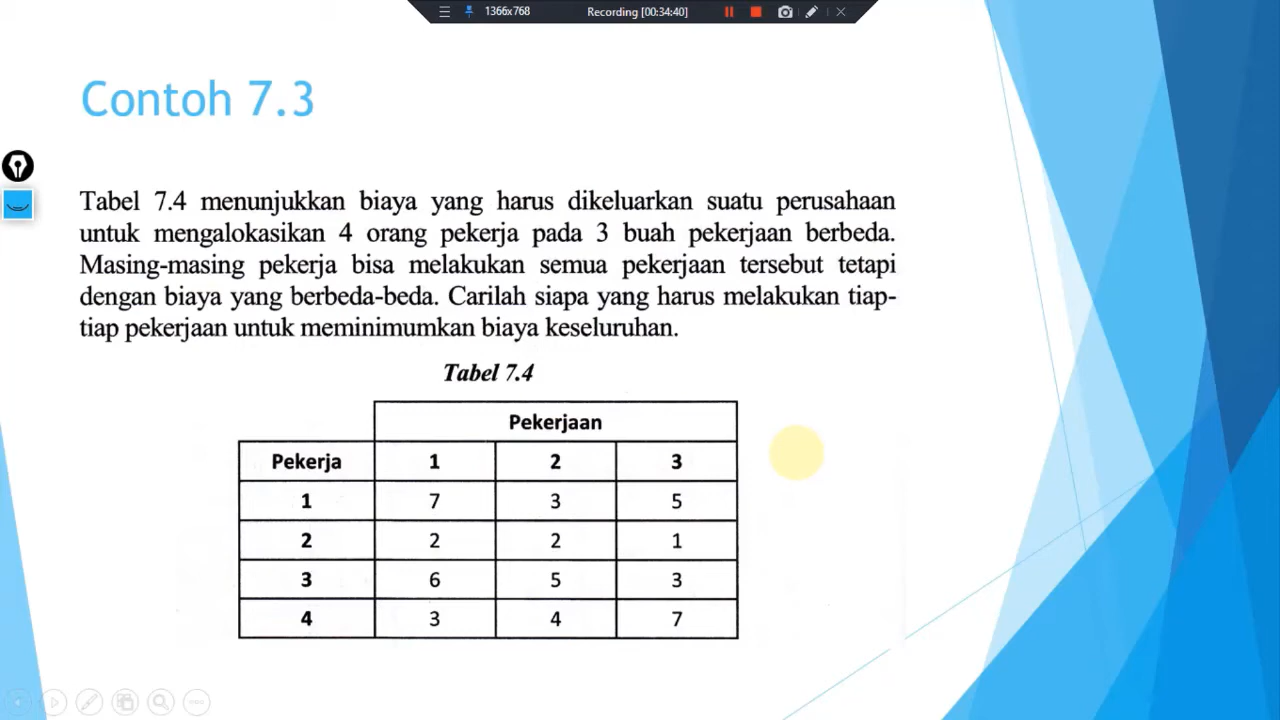 1366x768 Recording [00:34:40]
Contoh 7.3
Tabel 7.4 menunjukkan biaya yang harus dikeluarkan suatu perusahaan
untuk mengalokasikan 4 orang pekerja pada 3 buah pekerjaan berbeda.
Masing-masing pekerja bisa melakukan semua pekerjaan tersebut tetapi
dengan biaya yang berbeda-beda. Carilah siapa yang harus melakukan tiap-
tiap pekerjaan untuk meminimumkan biaya keseluruhan.
Tabel 7.4
Pekerjaan
Pekerja 1 2 3
1 7 3 5
2 2 2 1
3 6 5 3
4 3 4 7